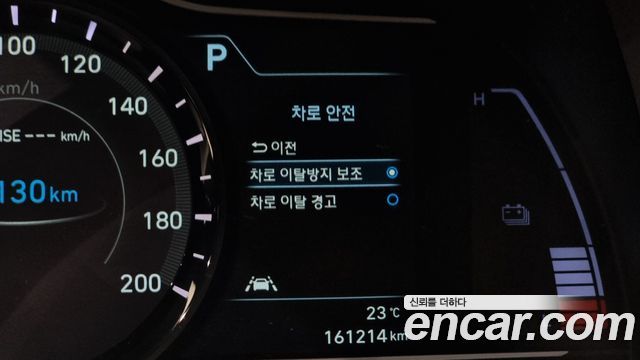 100
120
km/h
140
ISE --- km/h
160
130 km
180
200
P
차로 안전
이전
차로 이탈방지 보조
차로 이탈 경고
23 ℃
161214 km
H
신뢰를 더하다
encar.com